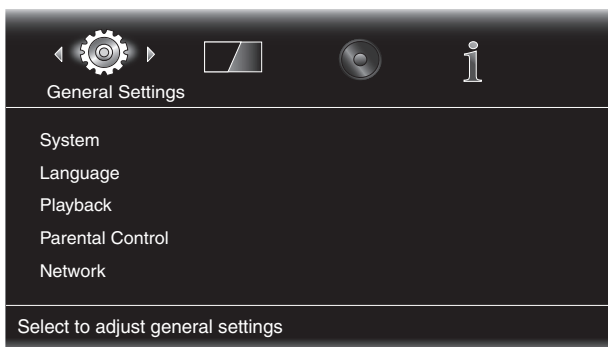 General Settings
System
Language
Playback
Parental Control
Network
Select to adjust general settings